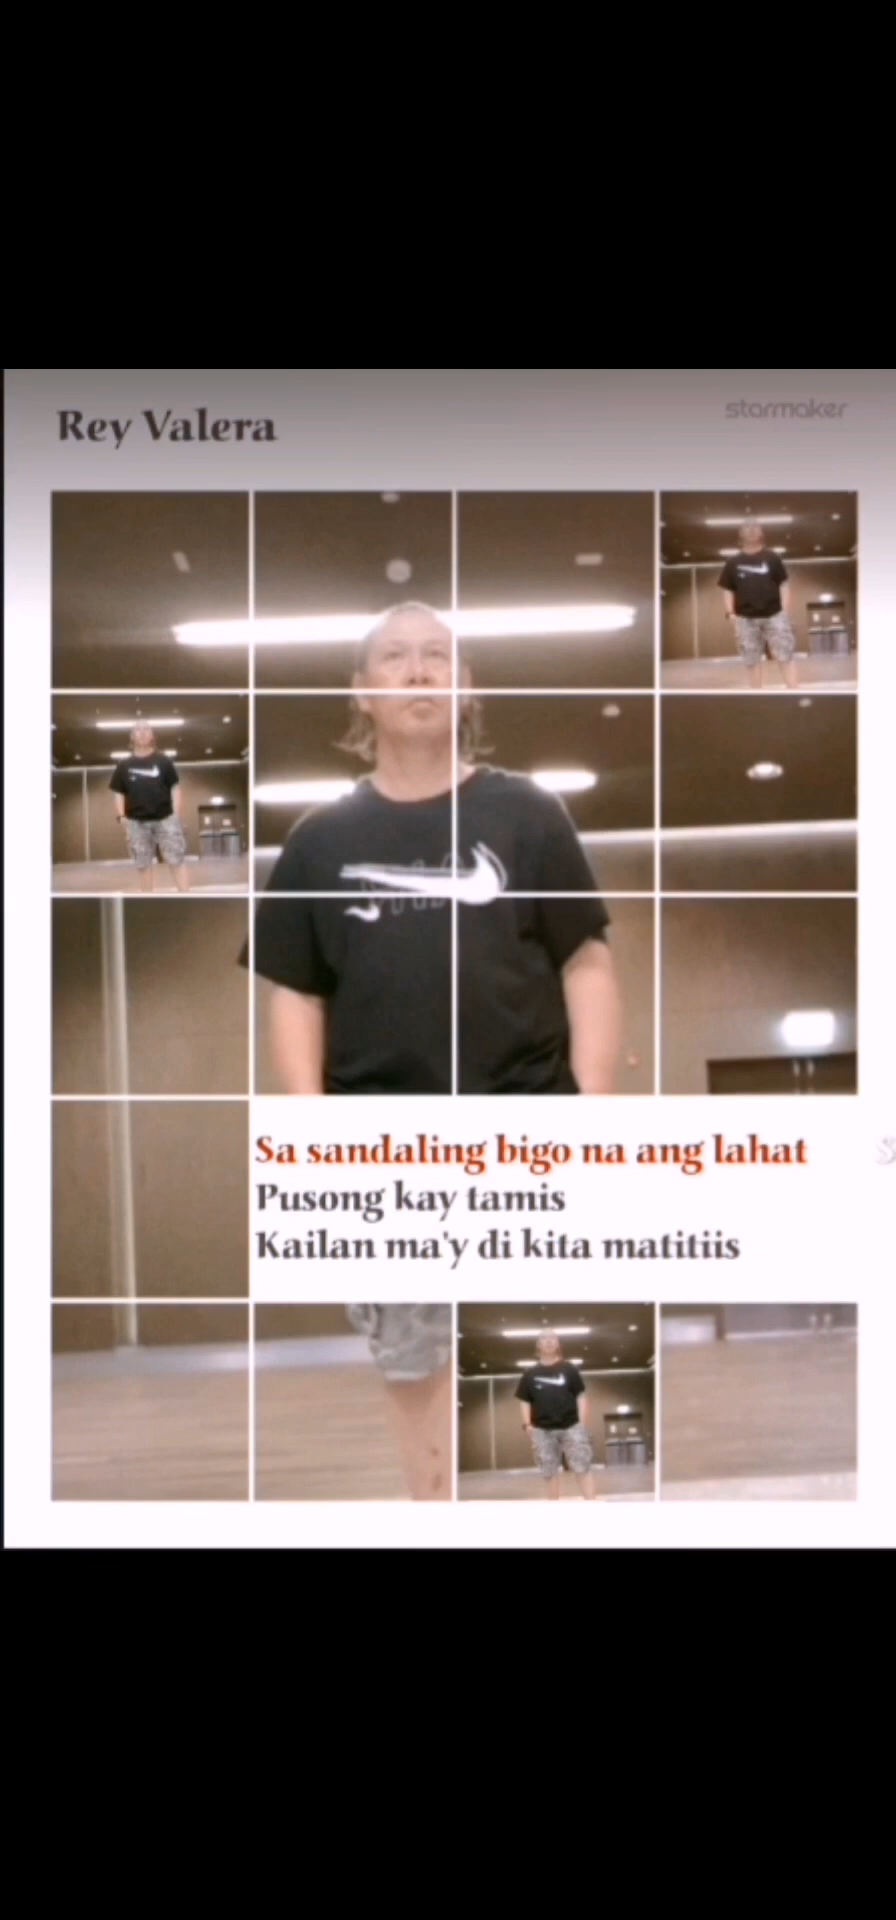 Rey Valera
starmaker
Sa sandaling bigo na ang lahat
Pusong kay tamis
Kailan ma'y di kita matitiis